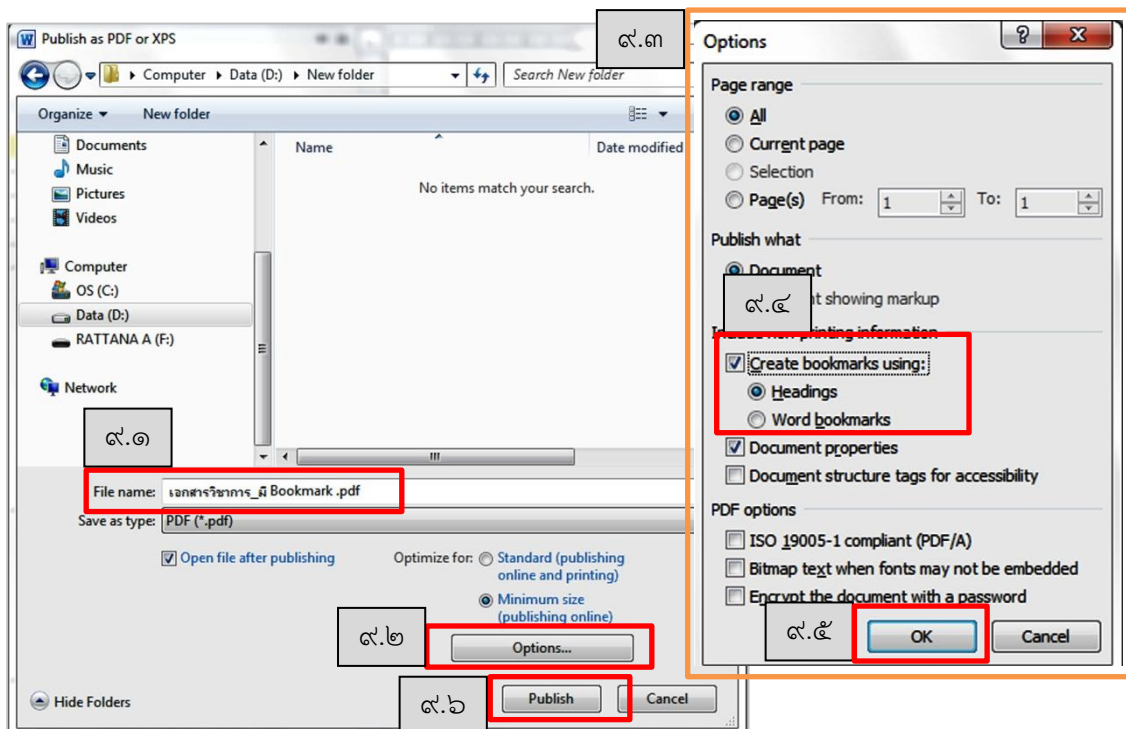 Publish as PDF or XPS
Computer ▸ Data (D:) ▸ New folder
Search New folder
Organize
New folder
Documents
Music
Pictures
Videos
Computer
OS (C:)
Data (D:)
RATTANA A (F:)
Network
Name
Date modified
No items match your search.
๙.๑
File name: เอกสารวิชาการ_มี Bookmark .pdf
Save as type: PDF (*.pdf)
Open file after publishing
Optimize for: Standard (publishing
online and printing)
Minimum size
(publishing online)
๙.๒
Options...
Hide Folders
๙.๖
Publish
Cancel
๙.๓
Options
Page range
All
Current page
Selection
Page(s) From: 1 To: 1
Publish what
Document
๙.๔
showing markup
Include non-printing information
Create bookmarks using:
Headings
Word bookmarks
Document properties
Document structure tags for accessibility
PDF options
ISO 19005-1 compliant (PDF/A)
Bitmap text when fonts may not be embedded
Encrypt the document with a password
๙.๕
OK
Cancel